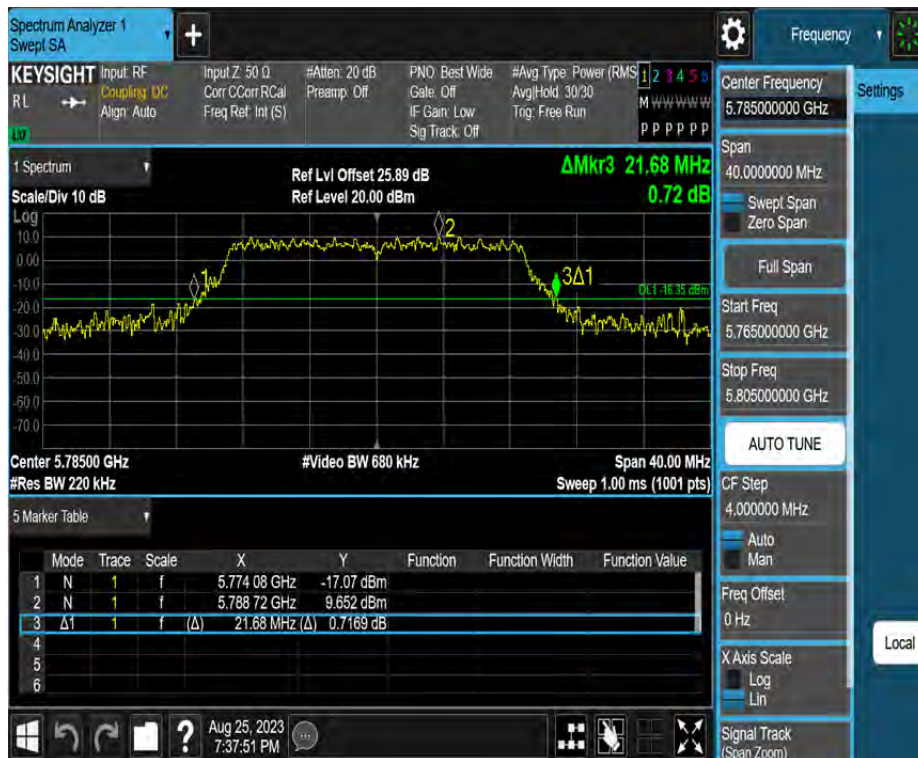 Spectrum Analyzer 1
Swept SA
+
Frequency
KEYSIGHT
RL
LXI
Input: RF
Coupling: DC
Align: Auto
Input Z: 50 Ω
Corr CCorr RCal
Freq Ref: Int (S)
#Atten: 20 dB
Preamp: Off
PNO: Best Wide
Gate: Off
IF Gain: Low
Sig Track: Off
#Avg Type: Power (RMS
Avg|Hold: 30/30
Trig: Free Run
1 2 3 4 5 6
M W W W W W
P P P P P P
1 Spectrum
Scale/Div 10 dB
Ref Lvl Offset 25.89 dB
Ref Level 20.00 dBm
ΔMkr3 21.68 MHz
0.72 dB
Log
10.0
0.00
-10.0
-20.0
-30.0
-40.0
-50.0
-60.0
-70.0
1
2
3Δ1
DL1 -16.35 dBm
Center 5.78500 GHz
#Video BW 680 kHz
Span 40.00 MHz
#Res BW 220 kHz
Sweep 1.00 ms (1001 pts)
5 Marker Table
Mode Trace Scale X Y Function Function Width Function Value
1 N 1 f 5.774 08 GHz -17.07 dBm
2 N 1 f 5.788 72 GHz 9.652 dBm
3 Δ1 1 f (Δ) 21.68 MHz (Δ) 0.7169 dB
4
5
6
?
Aug 25, 2023
7:37:51 PM
Center Frequency
5.785000000 GHz
Span
40.0000000 MHz
Swept Span
Zero Span
Full Span
Start Freq
5.765000000 GHz
Stop Freq
5.805000000 GHz
AUTO TUNE
CF Step
4.000000 MHz
Auto
Man
Freq Offset
0 Hz
X Axis Scale
Log
Lin
Signal Track
(Span Zoom)
Settings
Local